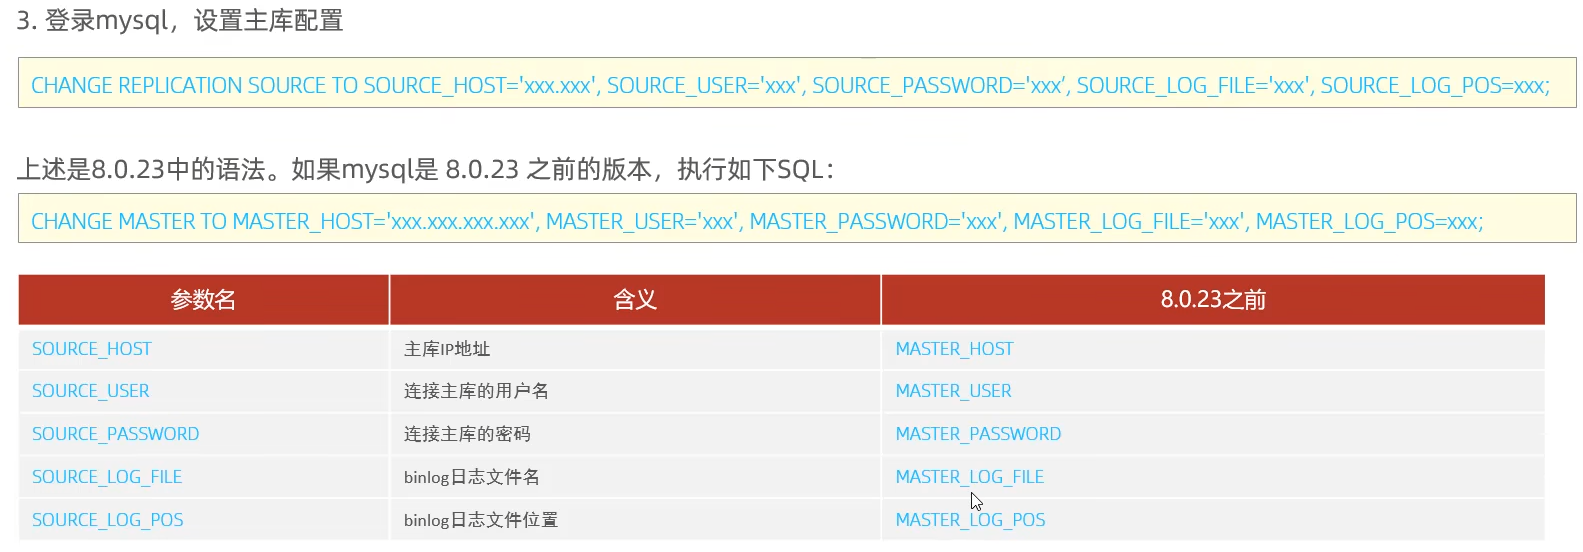 3. 登录mysql，设置主库配置
CHANGE REPLICATION SOURCE TO SOURCE_HOST='xxx.xxx', SOURCE_USER='xxx', SOURCE_PASSWORD='xxx’, SOURCE_LOG_FILE='xxx', SOURCE_LOG_POS=xxx;
上述是8.0.23中的语法。如果mysql是 8.0.23 之前的版本，执行如下SQL：
CHANGE MASTER TO MASTER_HOST='xxx.xxx.xxx.xxx', MASTER_USER='xxx', MASTER_PASSWORD='xxx', MASTER_LOG_FILE='xxx', MASTER_LOG_POS=xxx;
参数名 含义 8.0.23之前
SOURCE_HOST 主库IP地址 MASTER_HOST
SOURCE_USER 连接主库的用户名 MASTER_USER
SOURCE_PASSWORD 连接主库的密码 MASTER_PASSWORD
SOURCE_LOG_FILE binlog日志文件名 MASTER_LOG_FILE
SOURCE_LOG_POS binlog日志文件位置 MASTER_LOG_POS